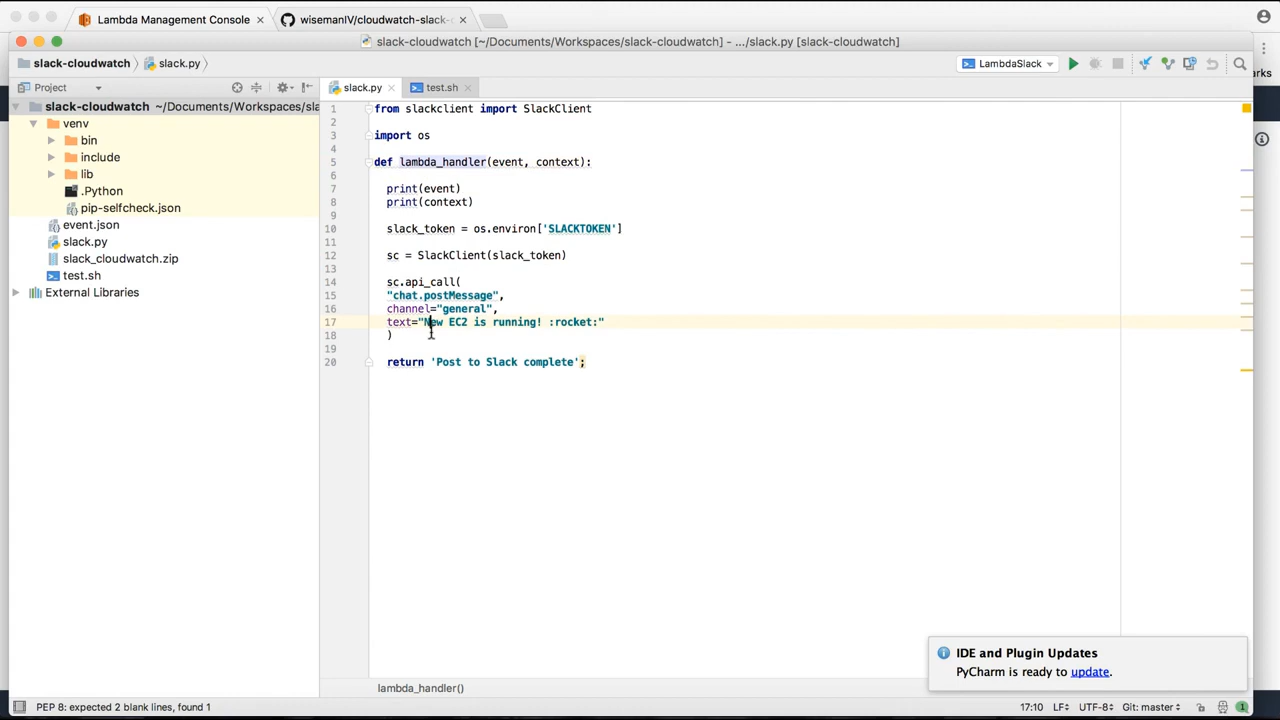 Lambda Management Console
wisemanIV/cloudwatch-slack-c
slack-cloudwatch [~/Documents/Workspaces/slack-cloudwatch] - .../slack.py [slack-cloudwatch]
slack-cloudwatch
slack.py
LambdaSlack
arks
Project
slack.py
test.sh
slack-cloudwatch ~/Documents/Workspaces/sla
venv
bin
include
lib
.Python
pip-selfcheck.json
event.json
slack.py
slack_cloudwatch.zip
test.sh
External Libraries
1 from slackclient import SlackClient
2
3 import os
4
5 def lambda_handler(event, context):
6
7 print(event)
8 print(context)
9
10 slack_token = os.environ['SLACKTOKEN']
11
12 sc = SlackClient(slack_token)
13
14 sc.api_call(
15 "chat.postMessage",
16 channel="general",
17 text="New EC2 is running! :rocket:"
18 )
19
20 return 'Post to Slack complete';
IDE and Plugin Updates
PyCharm is ready to update.
lambda_handler()
PEP 8: expected 2 blank lines, found 1
17:10 LF÷ UTF-8÷ Git: master÷
1